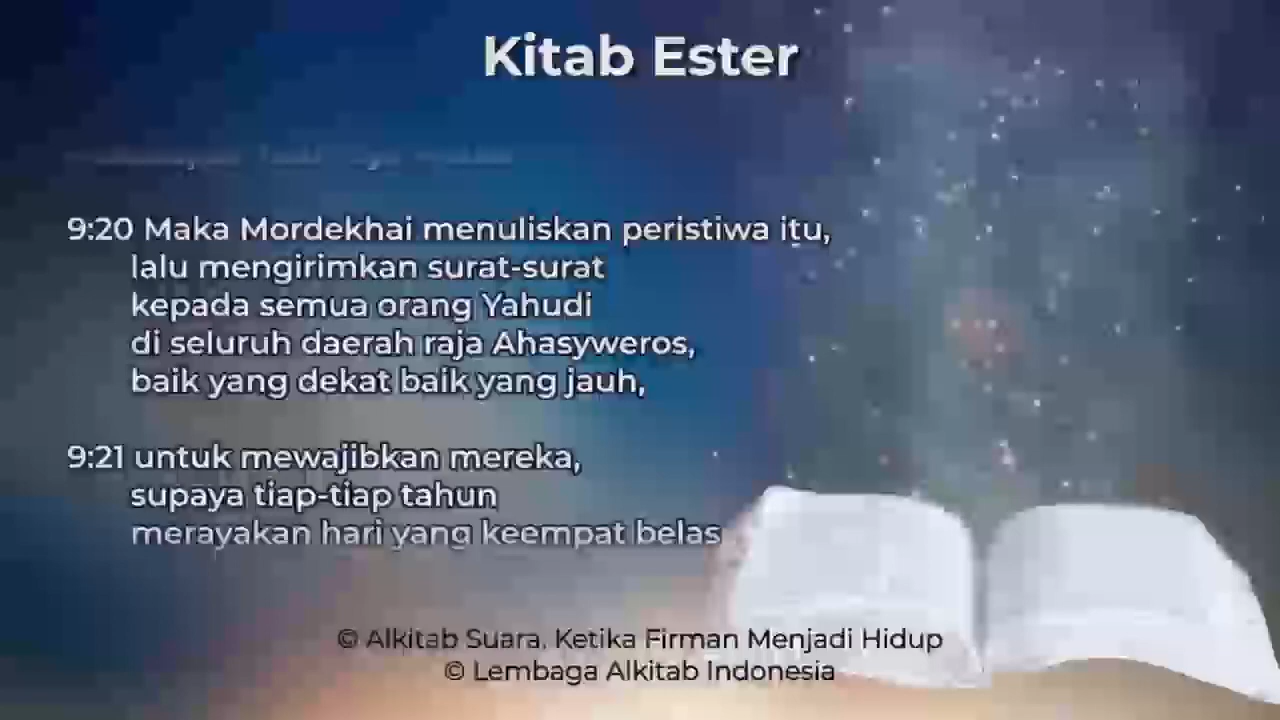 Kitab Ester
9:20 Maka Mordekhai menuliskan peristiwa itu,
lalu mengirimkan surat-surat
kepada semua orang Yahudi
di seluruh daerah raja Ahasyweros,
baik yang dekat baik yang jauh,
9:21 untuk mewajibkan mereka,
supaya tiap-tiap tahun
merayakan hari yang keempat belas
© Alkitab Suara, Ketika Firman Menjadi Hidup
© Lembaga Alkitab Indonesia